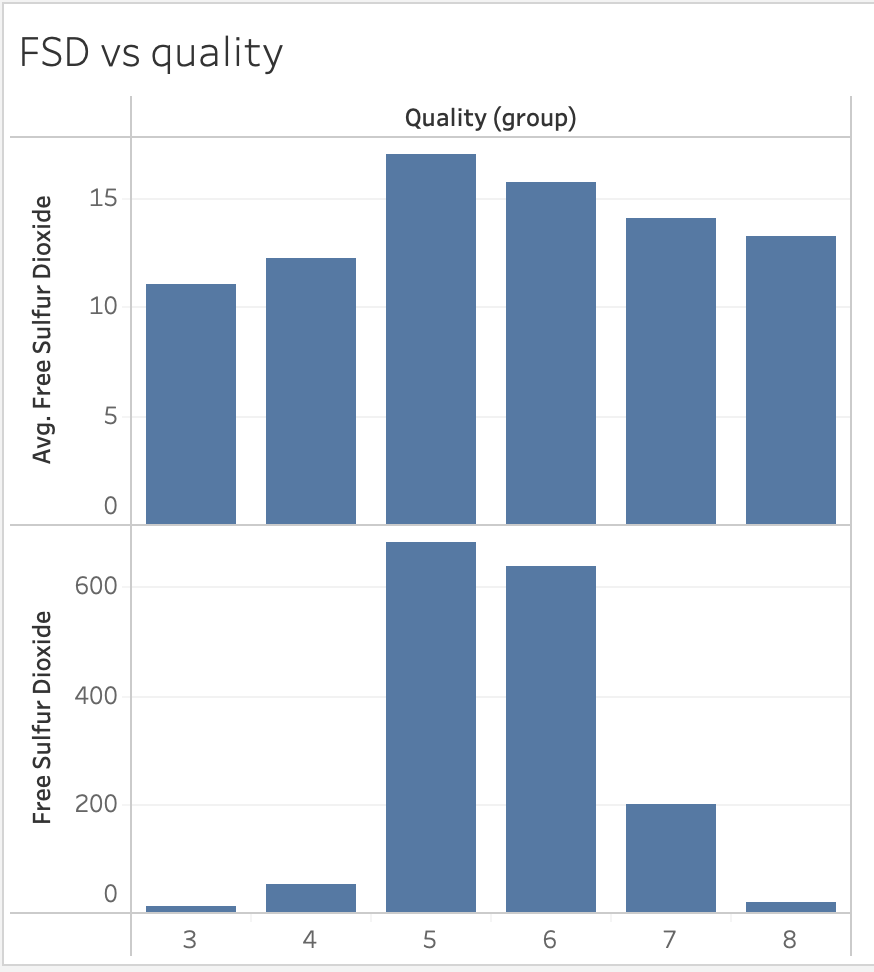 FSD vs quality
Quality (group)
Avg. Free Sulfur Dioxide
15
10
5
0
Free Sulfur Dioxide
600
400
200
0
3 4 5 6 7 8